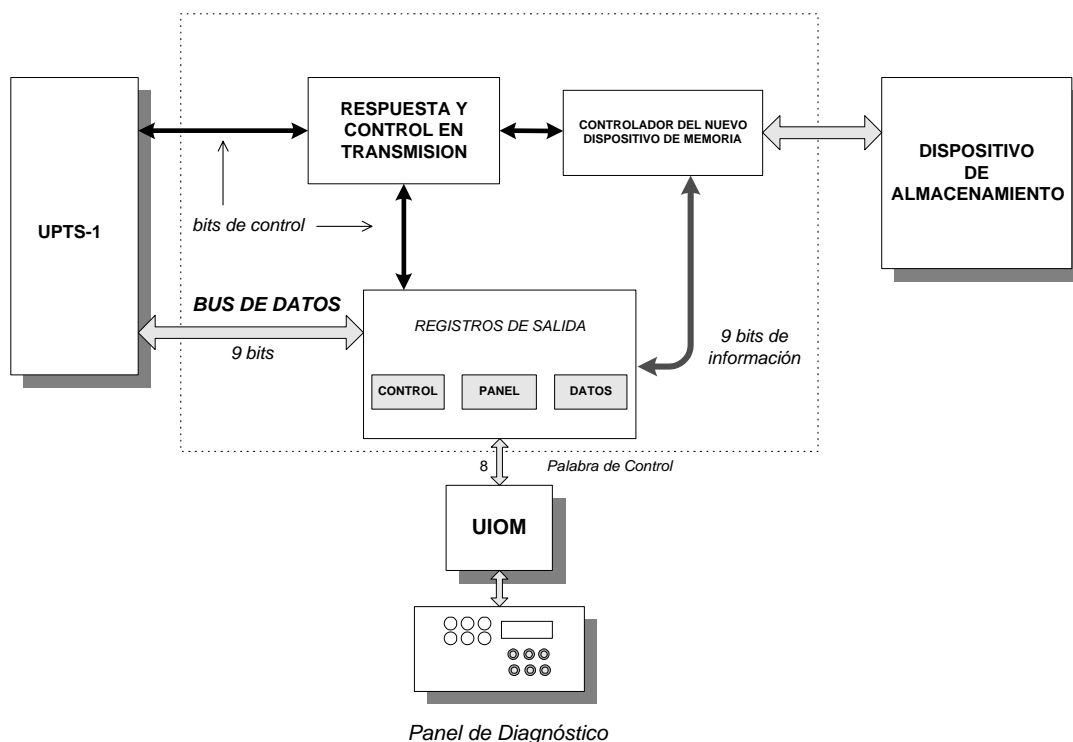 RESPUESTA Y
CONTROL EN
TRANSMISION
CONTROLADOR DEL NUEVO
DISPOSITIVO DE MEMORIA
DISPOSITIVO
DE
ALMACENAMIENTO
UPTS-1
bits de control
BUS DE DATOS
9 bits
REGISTROS DE SALIDA
CONTROL
PANEL
DATOS
9 bits de
información
8
Palabra de Control
UIOM
Panel de Diagnóstico